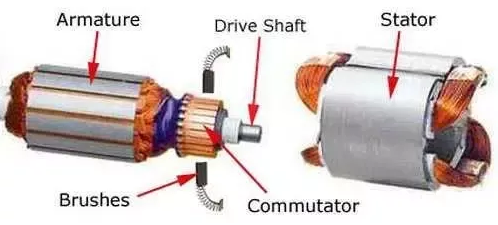 Armature
Drive Shaft
Stator
Brushes
Commutator